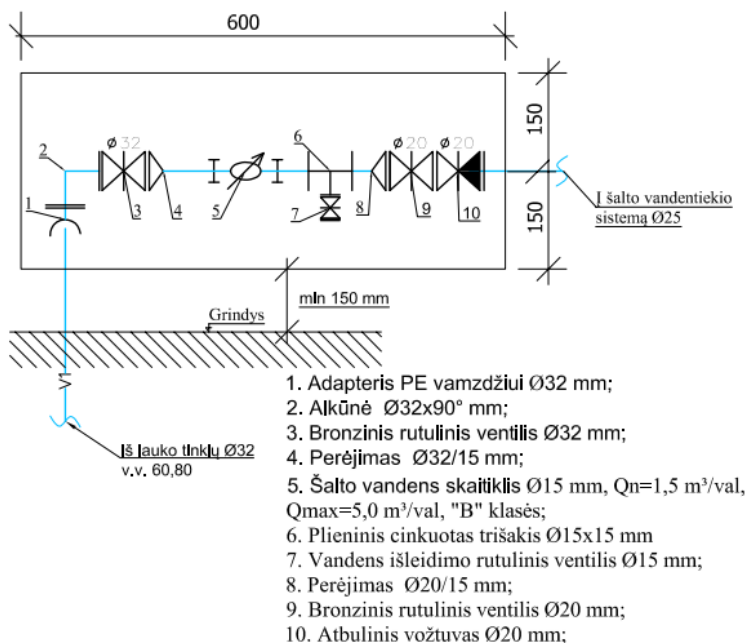 600
ø32
ø20
ø20
6
2
1
3
4
5
7
8
9
10
150
150
Į šalto vandentiekio
sistemą Ø25
min 150 mm
Grindys
Iš lauko tinklų Ø32
v.v. 60,80
1. Adapteris PE vamzdžiui Ø32 mm;
2. Alkūnė Ø32x90° mm;
3. Bronzinis rutulinis ventilis Ø32 mm;
4. Perėjimas Ø32/15 mm;
5. Šalto vandens skaitiklis Ø15 mm, Qn=1,5 m³/val,
Qmax=5,0 m³/val, "B" klasės;
6. Plieninis cinkuotas trišakis Ø15x15 mm
7. Vandens išleidimo rutulinis ventilis Ø15 mm;
8. Perėjimas Ø20/15 mm;
9. Bronzinis rutulinis ventilis Ø20 mm;
10. Atbulinis vožtuvas Ø20 mm;